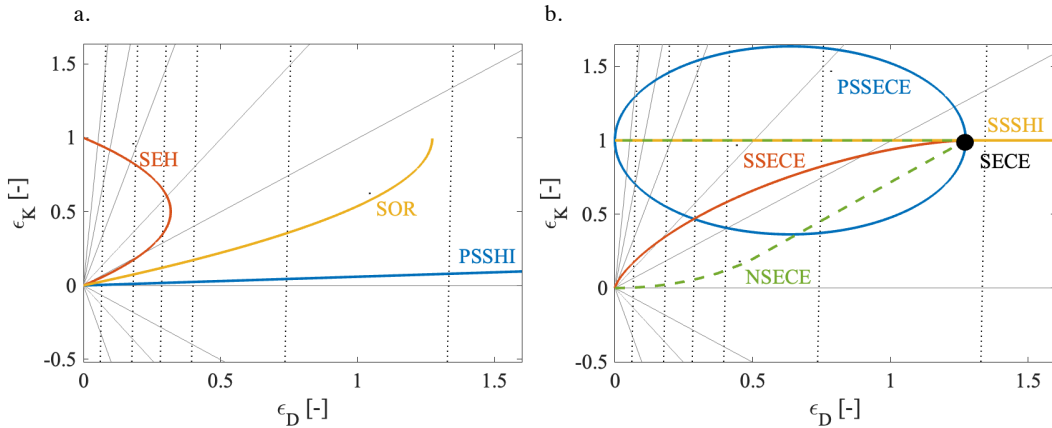 a.
1.5
1
0.5
0
-0.5
ϵ_K [-]
SEH
SOR
PSSHI
0
0.5
1
1.5
ϵ_D [-]
b.
1.5
1
0.5
0
-0.5
ϵ_K [-]
PSSECE
SSSHI
SSECE
SECE
NSECE
0
0.5
1
1.5
ϵ_D [-]